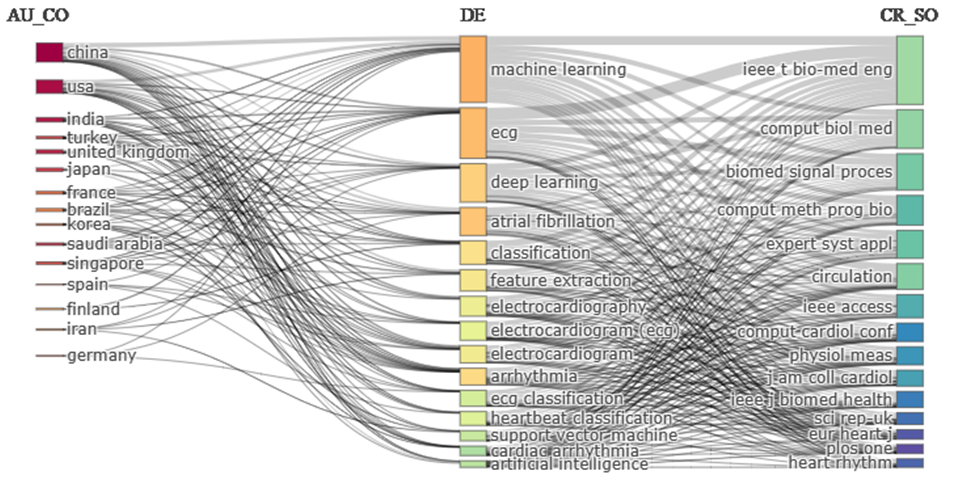 AU_CO
DE
CR_SO
china
usa
india
turkey
united kingdom
japan
france
brazil
korea
saudi arabia
singapore
spain
finland
iran
germany
machine learning
ecg
deep learning
atrial fibrillation
classification
feature extraction
electrocardiography
electrocardiogram (ecg)
electrocardiogram
arrhythmia
ecg classification
heartbeat classification
support vector machine
cardiac arrhythmia
artificial intelligence
ieee t bio-med eng
comput biol med
biomed signal proces
comput meth prog bio
expert syst appl
circulation
ieee access
comput cardiol conf
physiol meas
j am coll cardiol
ieee j biomed health
sci rep-uk
eur heart j
plos one
heart rhythm